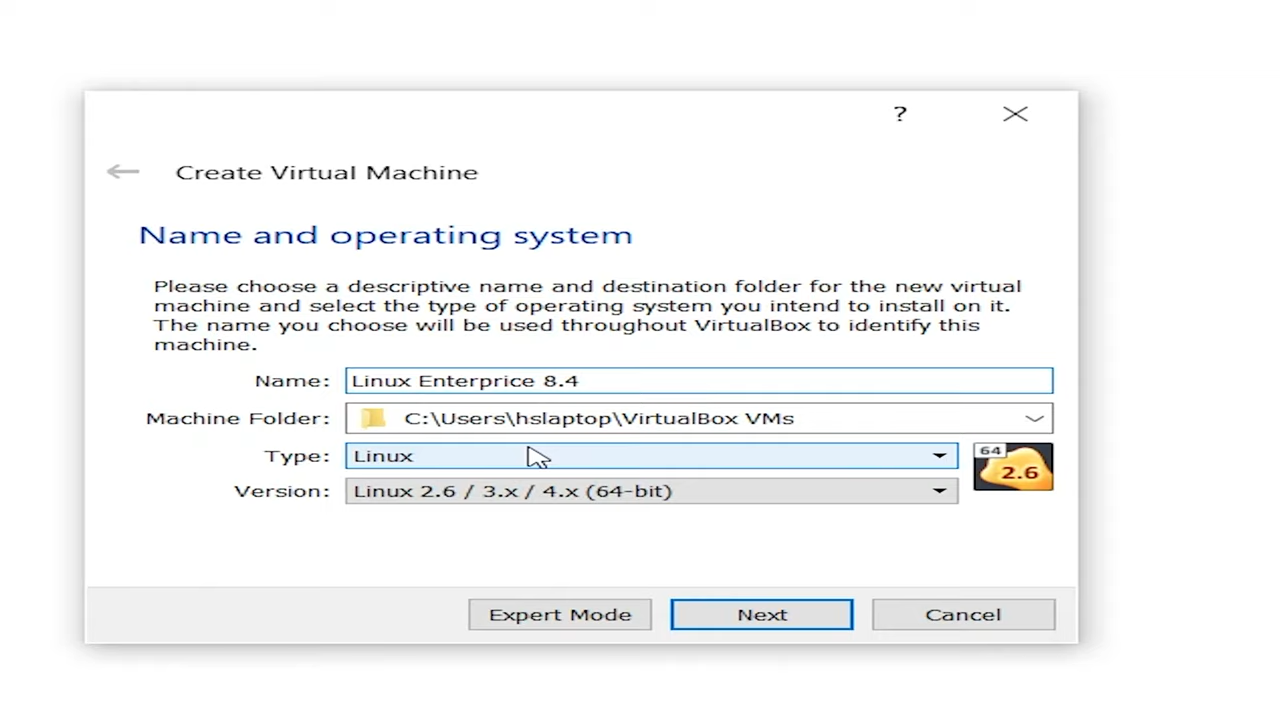 ?
Create Virtual Machine
Name and operating system
Please choose a descriptive name and destination folder for the new virtual
machine and select the type of operating system you intend to install on it.
The name you choose will be used throughout VirtualBox to identify this
machine.
Name: Linux Enterprice 8.4
Machine Folder: C:\Users\hslaptop\VirtualBox VMs
Type: Linux
64
2.6
Version: Linux 2.6 / 3.x / 4.x (64-bit)
Expert Mode Next Cancel